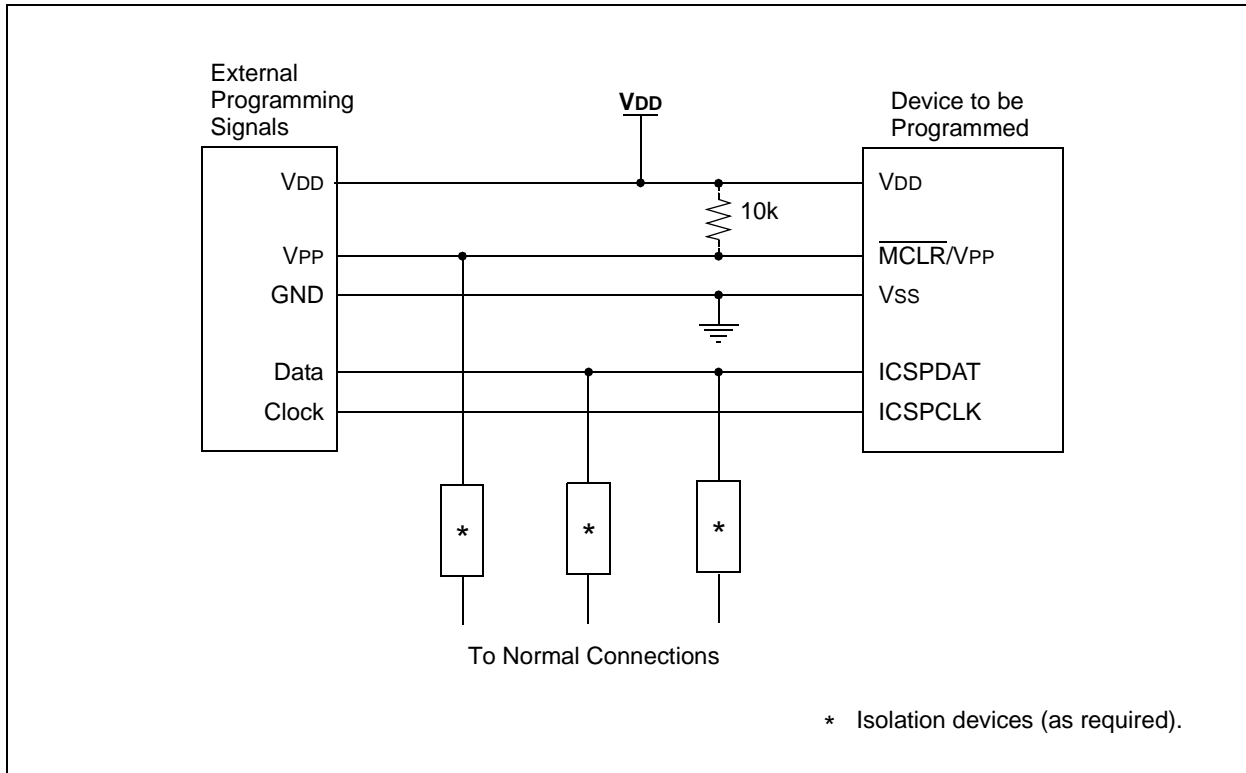 External
Programming
Signals
VDD
Device to be
Programmed
VDD
VDD
10k
VPP
MCLR/VPP
GND
VSS
Data
ICSPDAT
Clock
ICSPCLK
*
*
*
To Normal Connections
* Isolation devices (as required).